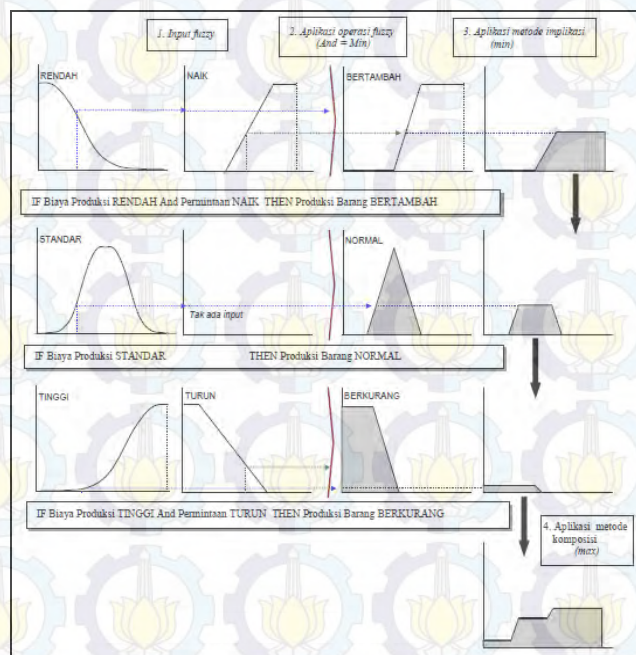 1. Input fuzzy
2. Aplikasi operasi fuzzy
(And = Min)
3. Aplikasi metode implikasi
(min)
RENDAH
NAIK
BERTAMBAH
IF Biaya Produksi RENDAH And Permintaan NAIK THEN Produksi Barang BERTAMBAH
STANDAR
Tak ada input
NORMAL
IF Biaya Produksi STANDAR THEN Produksi Barang NORMAL
TINGGI
TURUN
BERKURANG
IF Biaya Produksi TINGGI And Permintaan TURUN THEN Produksi Barang BERKURANG
4. Aplikasi metode
komposisi
(max)